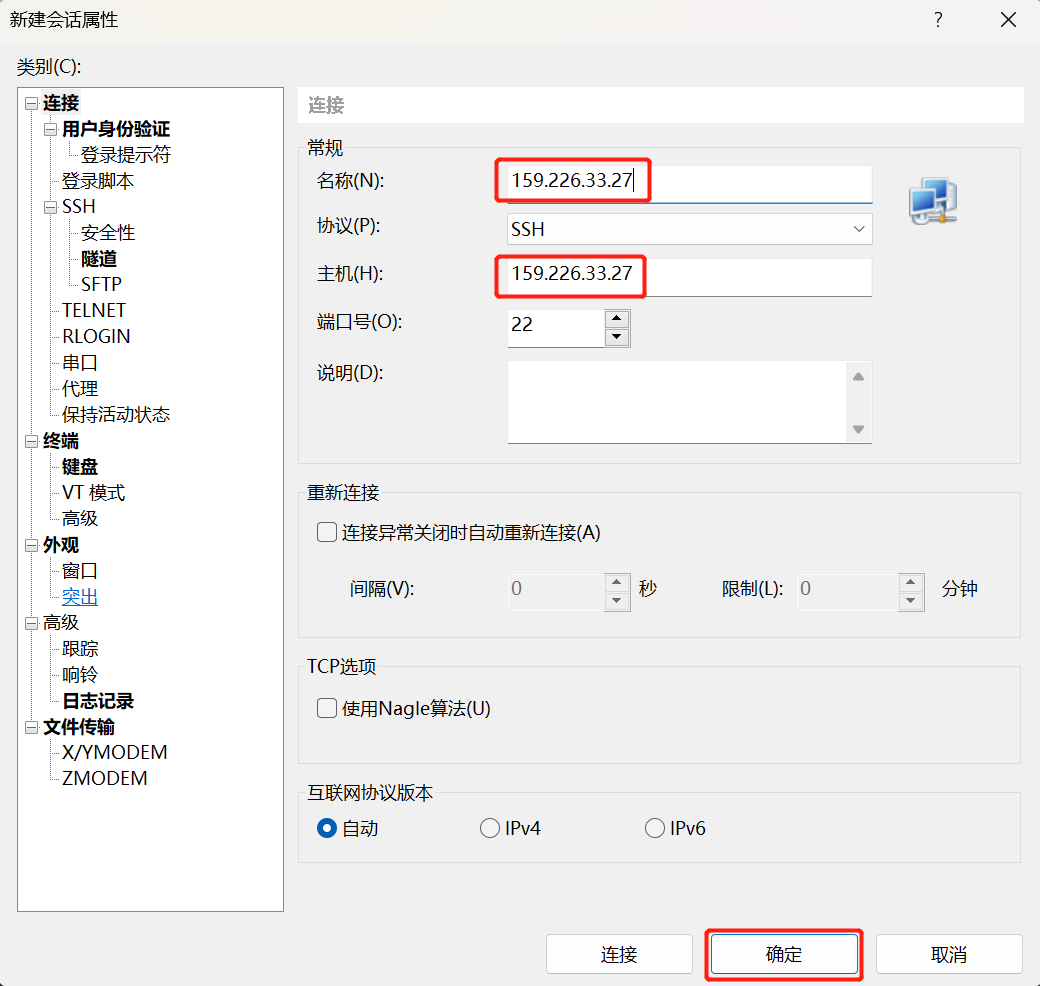 新建会话属性
?
类别(C):
连接
用户身份验证
登录提示符
登录脚本
SSH
安全性
隧道
SFTP
TELNET
RLOGIN
串口
代理
保持活动状态
终端
键盘
VT 模式
高级
外观
窗口
突出
高级
跟踪
响铃
日志记录
文件传输
X/YMODEM
ZMODEM
连接
常规
名称(N):
159.226.33.27
协议(P):
SSH
主机(H):
159.226.33.27
端口号(O):
22
说明(D):
重新连接
连接异常关闭时自动重新连接(A)
间隔(V):
0
秒
限制(L):
0
分钟
TCP选项
使用Nagle算法(U)
互联网协议版本
自动
IPv4
IPv6
连接
确定
取消